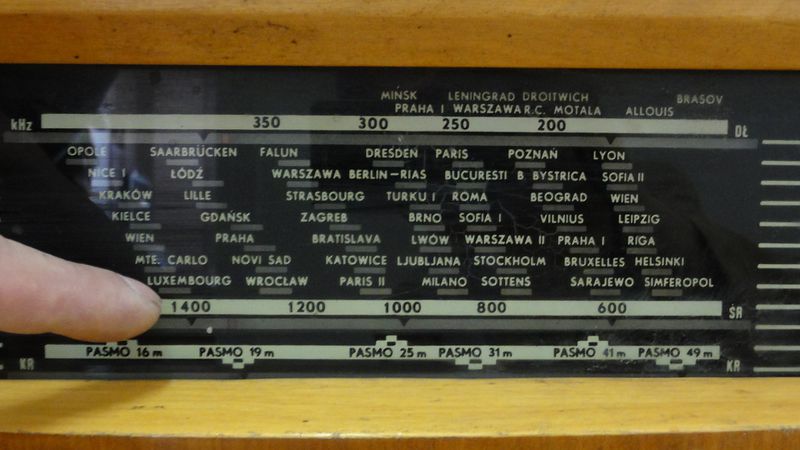 MIŃSK LENINGRAD DROITWICH BRASOV
PRAHA I WARSZAWA R.C. MOTALA ALLOUIS
kHz 350 300 250 200 DŁ
OPOLE SAARBRÜCKEN FALUN DRESDEN PARIS POZNAŃ LYON
NICE I ŁÓDŹ WARSZAWA BERLIN-RIAS BUCURESTI B BYSTRICA SOFIA II
KRAKÓW LILLE STRASBOURG TURKU I ROMA BEOGRAD WIEN
KIELCE GDAŃSK ZAGREB BRNO SOFIA I VILNIUS LEIPZIG
WIEN PRAHA BRATISLAVA LWÓW WARSZAWA II PRAHA I RIGA
MTE. CARLO NOVI SAD KATOWICE LJUBLJANA STOCKHOLM BRUXELLES HELSINKI
LUXEMBOURG WROCŁAW PARIS II MILANO SOTTENS SARAJEWO SIMFEROPOL
1400 1200 1000 800 600 ŚR
KR PASMO 16 m PASMO 19 m PASMO 25 m PASMO 31 m PASMO 41 m PASMO 49 m KR